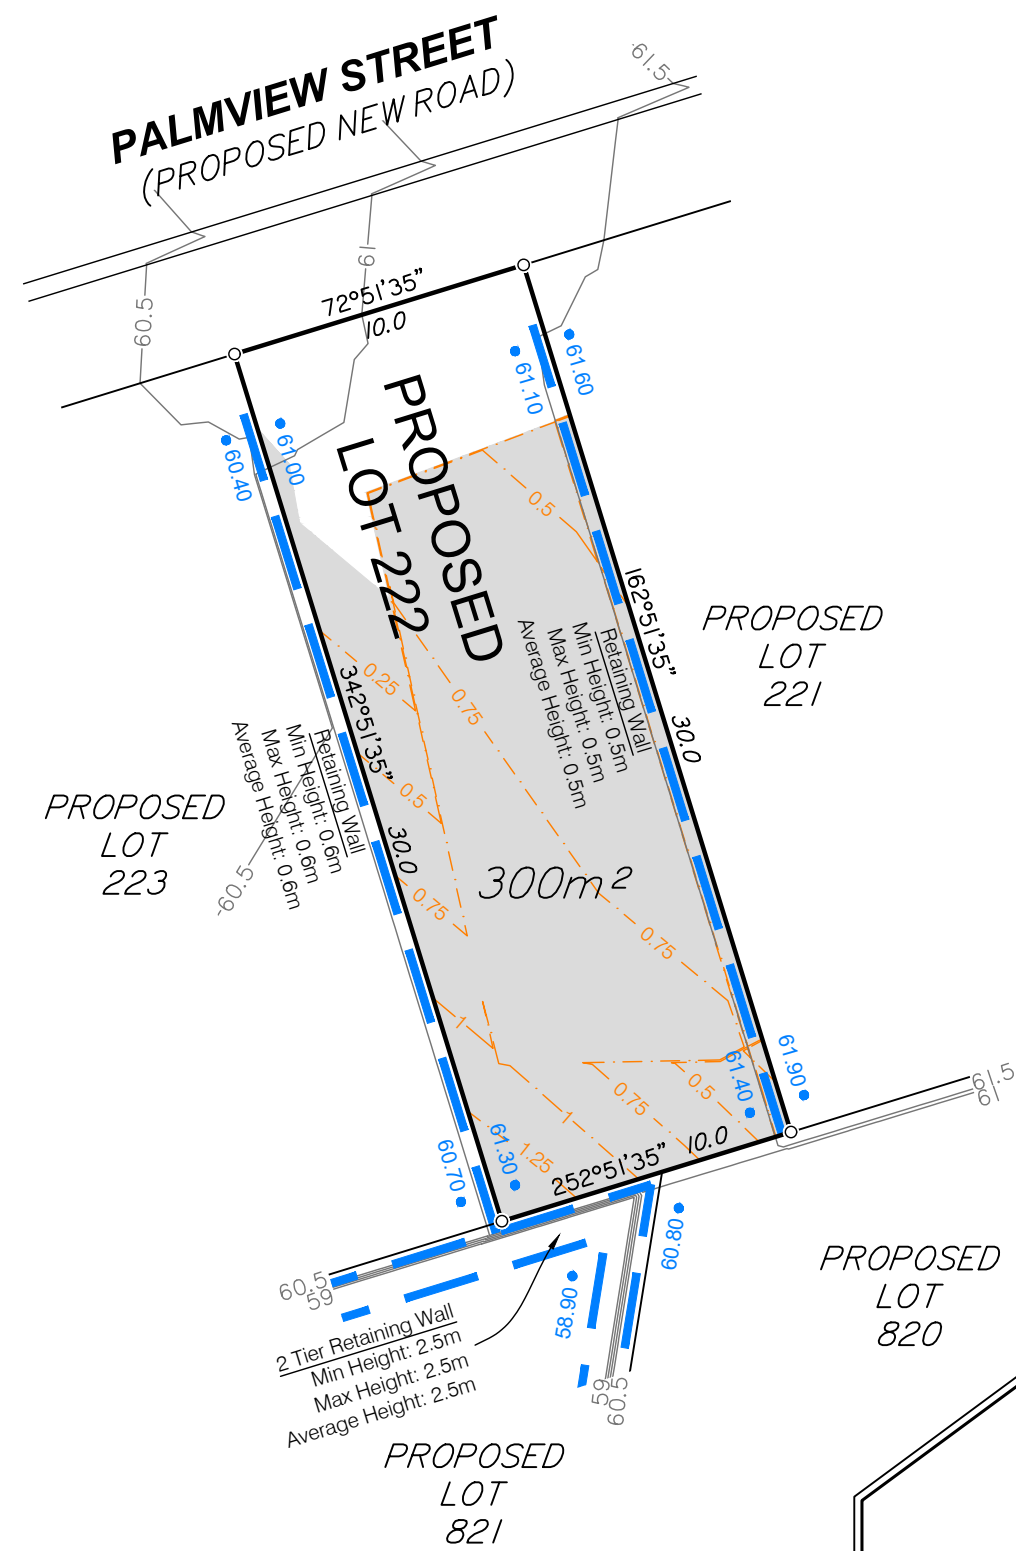 PALMVIEW STREET
(PROPOSED NEW ROAD)
61.5
60.5
61
72°51'35"
10.0
61.60
61.10
61.00
60.40
PROPOSED
LOT 222
0.5
162°51'35"
30.0
Retaining Wall
Min Height: 0.5m
Max Height: 0.5m
Average Height: 0.5m
PROPOSED
LOT
221
0.25
0.75
342°51'35"
30.0
Retaining Wall
Min Height: 0.6m
Max Height: 0.6m
Average Height: 0.6m
0.5
PROPOSED
LOT
223
60.5
0.75
300m²
0.75
1
61.40
61.90
61.5
61
0.5
0.75
1
1.25
60.70
61.30
252°51'35"
10.0
60.80
60.5
59
58.90
2 Tier Retaining Wall
Min Height: 2.5m
Max Height: 2.5m
Average Height: 2.5m
59
60.5
PROPOSED
LOT
820
PROPOSED
LOT
821